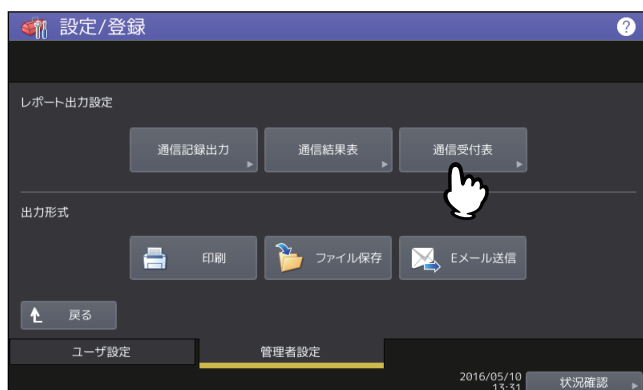 設定/登録
?
レポート出力設定
通信記録出力
通信結果表
通信受付表
出力形式
印刷
ファイル保存
Eメール送信
戻る
ユーザ設定
管理者設定
2016/05/10
13:31
状況確認